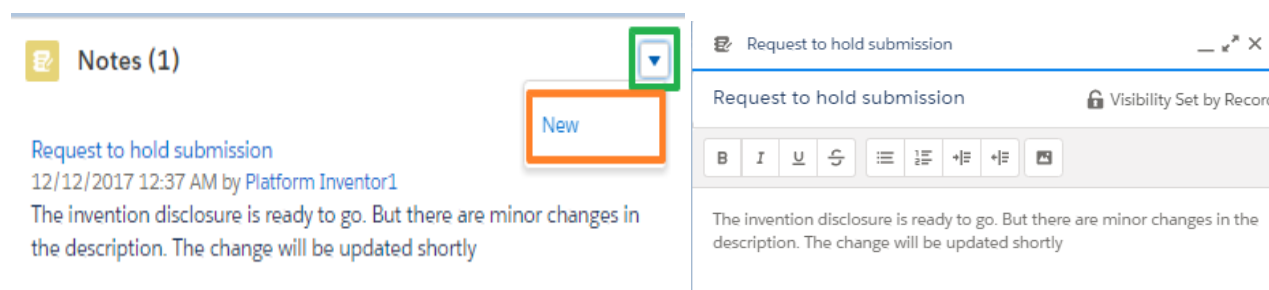 Notes (1)
New
Request to hold submission
12/12/2017 12:37 AM by Platform Inventor1
The invention disclosure is ready to go. But there are minor changes in
the description. The change will be updated shortly
Request to hold submission
Request to hold submission
Visibility Set by Recor
B I U S
The invention disclosure is ready to go. But there are minor changes in the
description. The change will be updated shortly